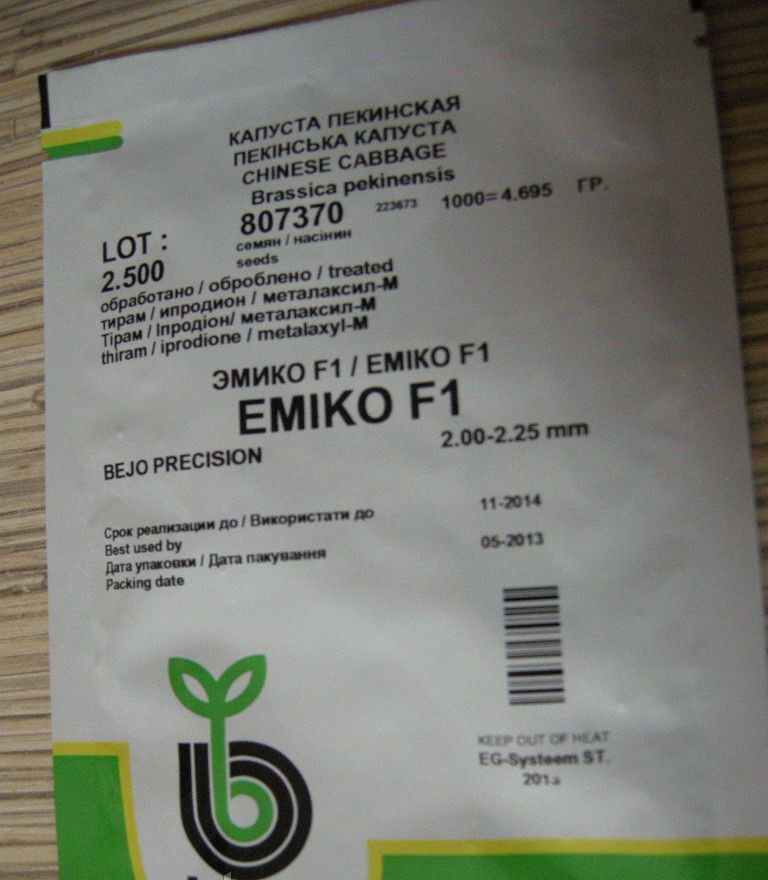 КАПУСТА ПЕКИНСКАЯ
ПЕКІНСЬКА КАПУСТА
CHINESE CABBAGE
Brassica pekinensis
LOT : 807370 223673 1000= 4.695 ГР.
2.500 семян / насінин
seeds
обработано / оброблено / treated
тирам / ипродион / металаксил-М
Тірам / Іпродіон/ металаксил-М
thiram / iprodione / metalaxyl-M
ЭМИКО F1 / ЕМІКО F1
EMIKO F1
BEJO PRECISION 2.00-2.25 mm
Срок реализации до / Використати до 11-2014
Best used by
Дата упаковки / Дата пакування 05-2013
Packing date
KEEP OUT OF HEAT
EG-Systeem ST.